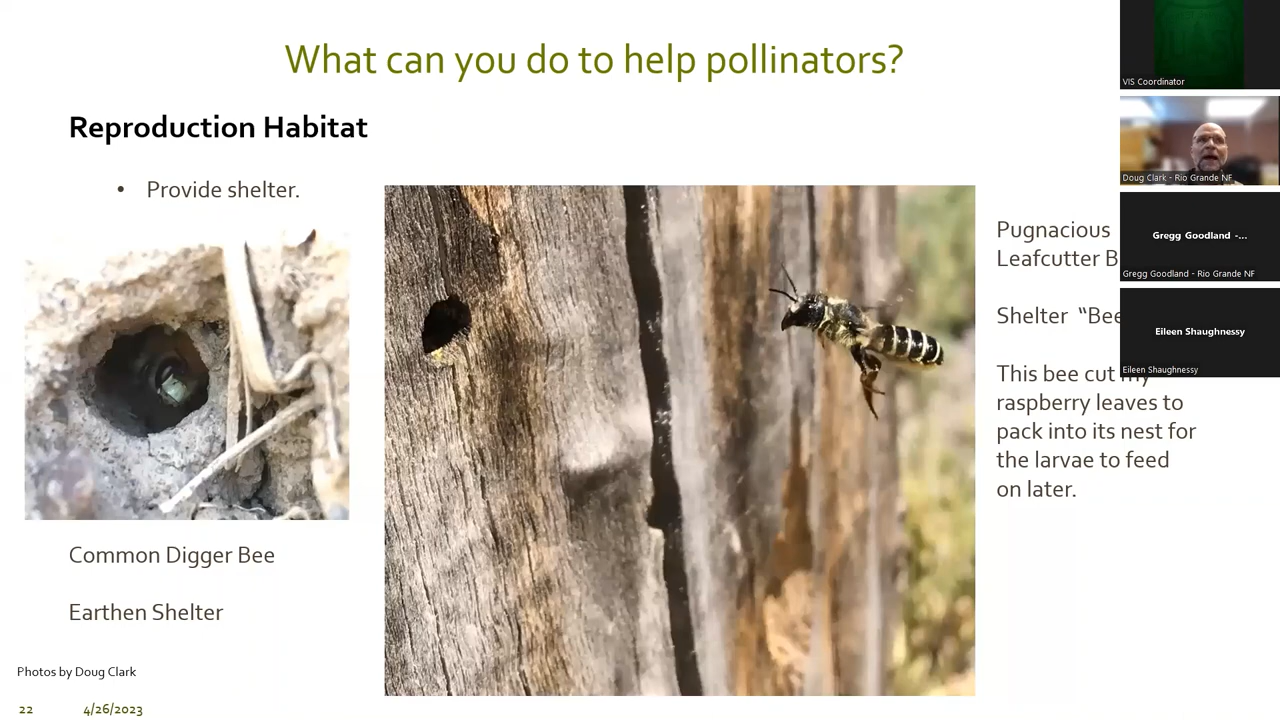 What can you do to help pollinators?
Reproduction Habitat
• Provide shelter.
Pugnacious
Leafcutter B
Shelter “Bee
This bee cut my
raspberry leaves to
pack into its nest for
the larvae to feed
on later.
Common Digger Bee
Earthen Shelter
Photos by Doug Clark
22 4/26/2023
VIS Coordinator
Doug Clark - Rio Grande NF
Gregg Goodland -...
Gregg Goodland - Rio Grande NF
Eileen Shaughnessy
Eileen Shaughnessy